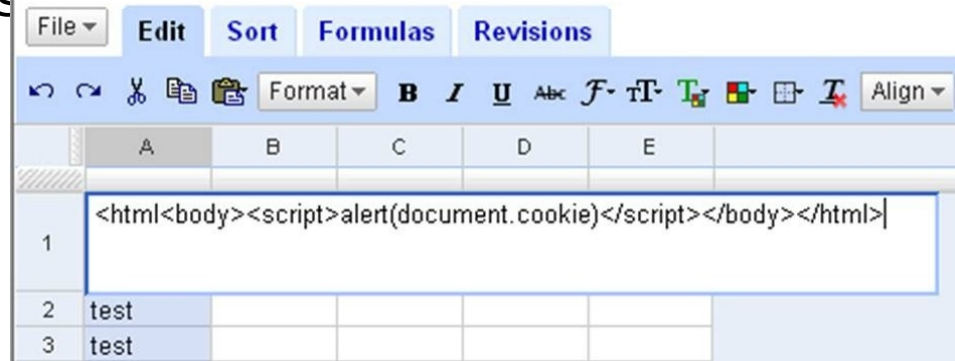 File Edit Sort Formulas Revisions
Format B I U Abc F T T T Align
A B C D E
1 <html<body><script>alert(document.cookie)</script></body></html>
2 test
3 test